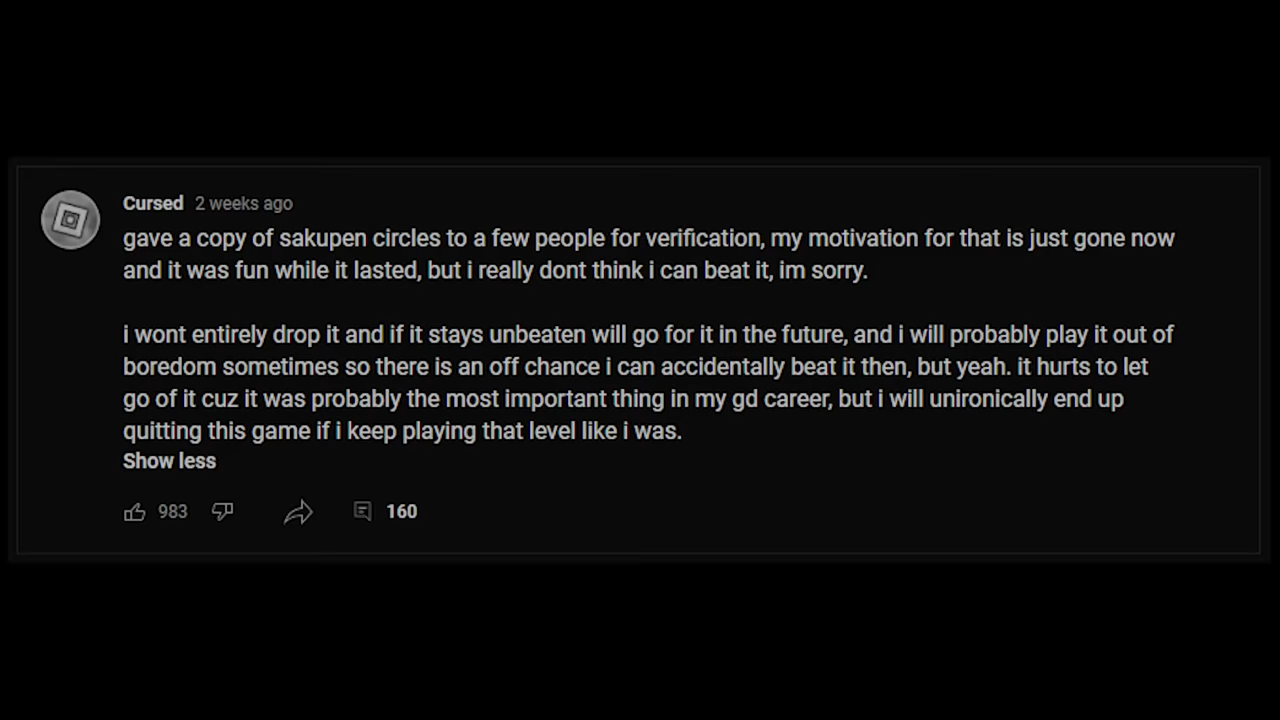 Cursed 2 weeks ago
gave a copy of sakupen circles to a few people for verification, my motivation for that is just gone now
and it was fun while it lasted, but i really dont think i can beat it, im sorry.
i wont entirely drop it and if it stays unbeaten will go for it in the future, and i will probably play it out of
boredom sometimes so there is an off chance i can accidentally beat it then, but yeah. it hurts to let
go of it cuz it was probably the most important thing in my gd career, but i will unironically end up
quitting this game if i keep playing that level like i was.
Show less
983 160